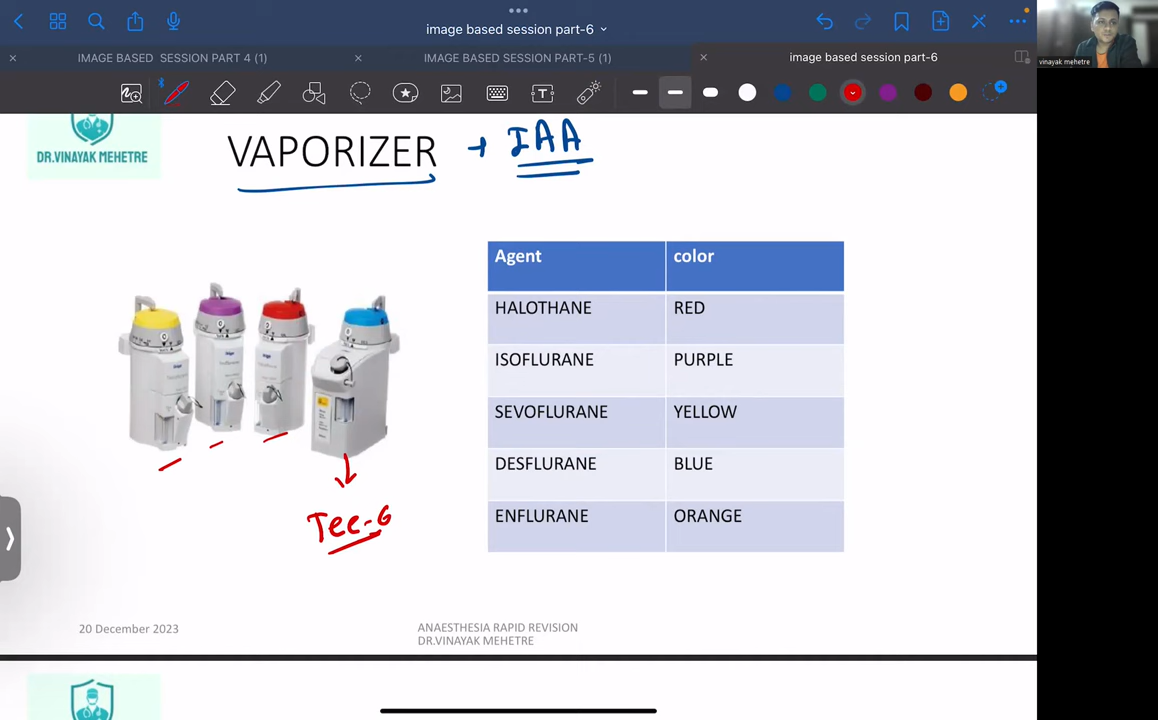 image based session part-6
IMAGE BASED SESSION PART 4 (1)
IMAGE BASED SESSION PART-5 (1)
image based session part-6
vinayak mehetre
DR.VINAYAK MEHETRE
VAPORIZER + IAA
Agent color
HALOTHANE RED
ISOFLURANE PURPLE
SEVOFLURANE YELLOW
DESFLURANE BLUE
ENFLURANE ORANGE
Tec-6
20 December 2023
ANAESTHESIA RAPID REVISION
DR.VINAYAK MEHETRE